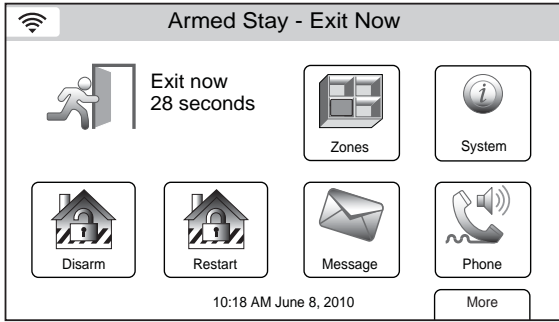 Armed Stay - Exit Now
Exit now
28 seconds
Zones
System
Disarm
Restart
Message
Phone
10:18 AM June 8, 2010
More